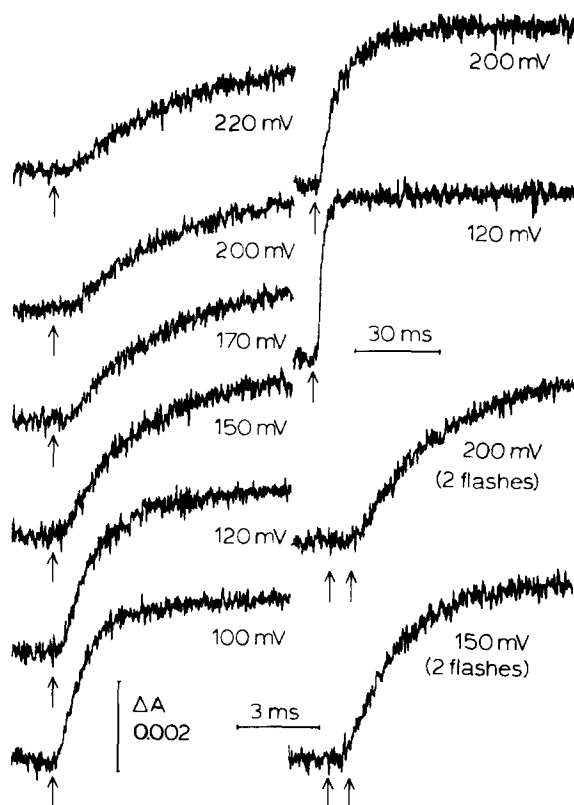 220 mV
200 mV
170 mV
150 mV
120 mV
100 mV
ΔA
0.002
3 ms
200 mV
120 mV
30 ms
200 mV
(2 flashes)
150 mV
(2 flashes)